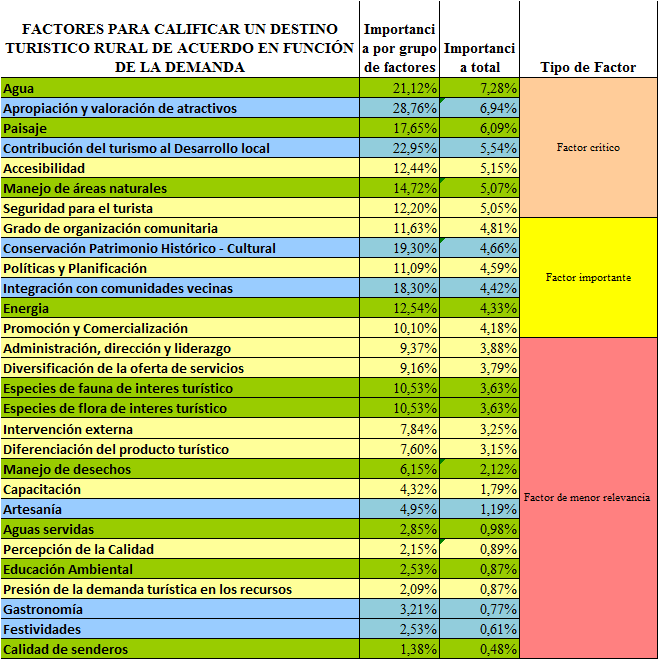 FACTORES PARA CALIFICAR UN DESTINO TURISTICO RURAL DE ACUERDO EN FUNCIÓN DE LA DEMANDA Importanci a por grupo de factores Importanci a total Tipo de Factor
Agua 21,12% 7,28%
Apropiación y valoración de atractivos 28,76% 6,94%
Paisaje 17,65% 6,09%
Contribución del turismo al Desarrollo local 22,95% 5,54%
Accesibilidad 12,44% 5,15%
Manejo de áreas naturales 14,72% 5,07%
Seguridad para el turista 12,20% 5,05%
Factor critico
Grado de organización comunitaria 11,63% 4,81%
Conservación Patrimonio Histórico - Cultural 19,30% 4,66%
Políticas y Planificación 11,09% 4,59%
Integración con comunidades vecinas 18,30% 4,42%
Energia 12,54% 4,33%
Promoción y Comercialización 10,10% 4,18%
Factor importante
Administración, dirección y liderazgo 9,37% 3,88%
Diversificación de la oferta de servicios 9,16% 3,79%
Especies de fauna de interes turístico 10,53% 3,63%
Especies de flora de interes turístico 10,53% 3,63%
Intervención externa 7,84% 3,25%
Diferenciación del producto turístico 7,60% 3,15%
Manejo de desechos 6,15% 2,12%
Capacitación 4,32% 1,79%
Artesanía 4,95% 1,19%
Aguas servidas 2,85% 0,98%
Percepción de la Calidad 2,15% 0,89%
Educación Ambiental 2,53% 0,87%
Presión de la demanda turística en los recursos 2,09% 0,87%
Gastronomía 3,21% 0,77%
Festividades 2,53% 0,61%
Calidad de senderos 1,38% 0,48%
Factor de menor relevancia